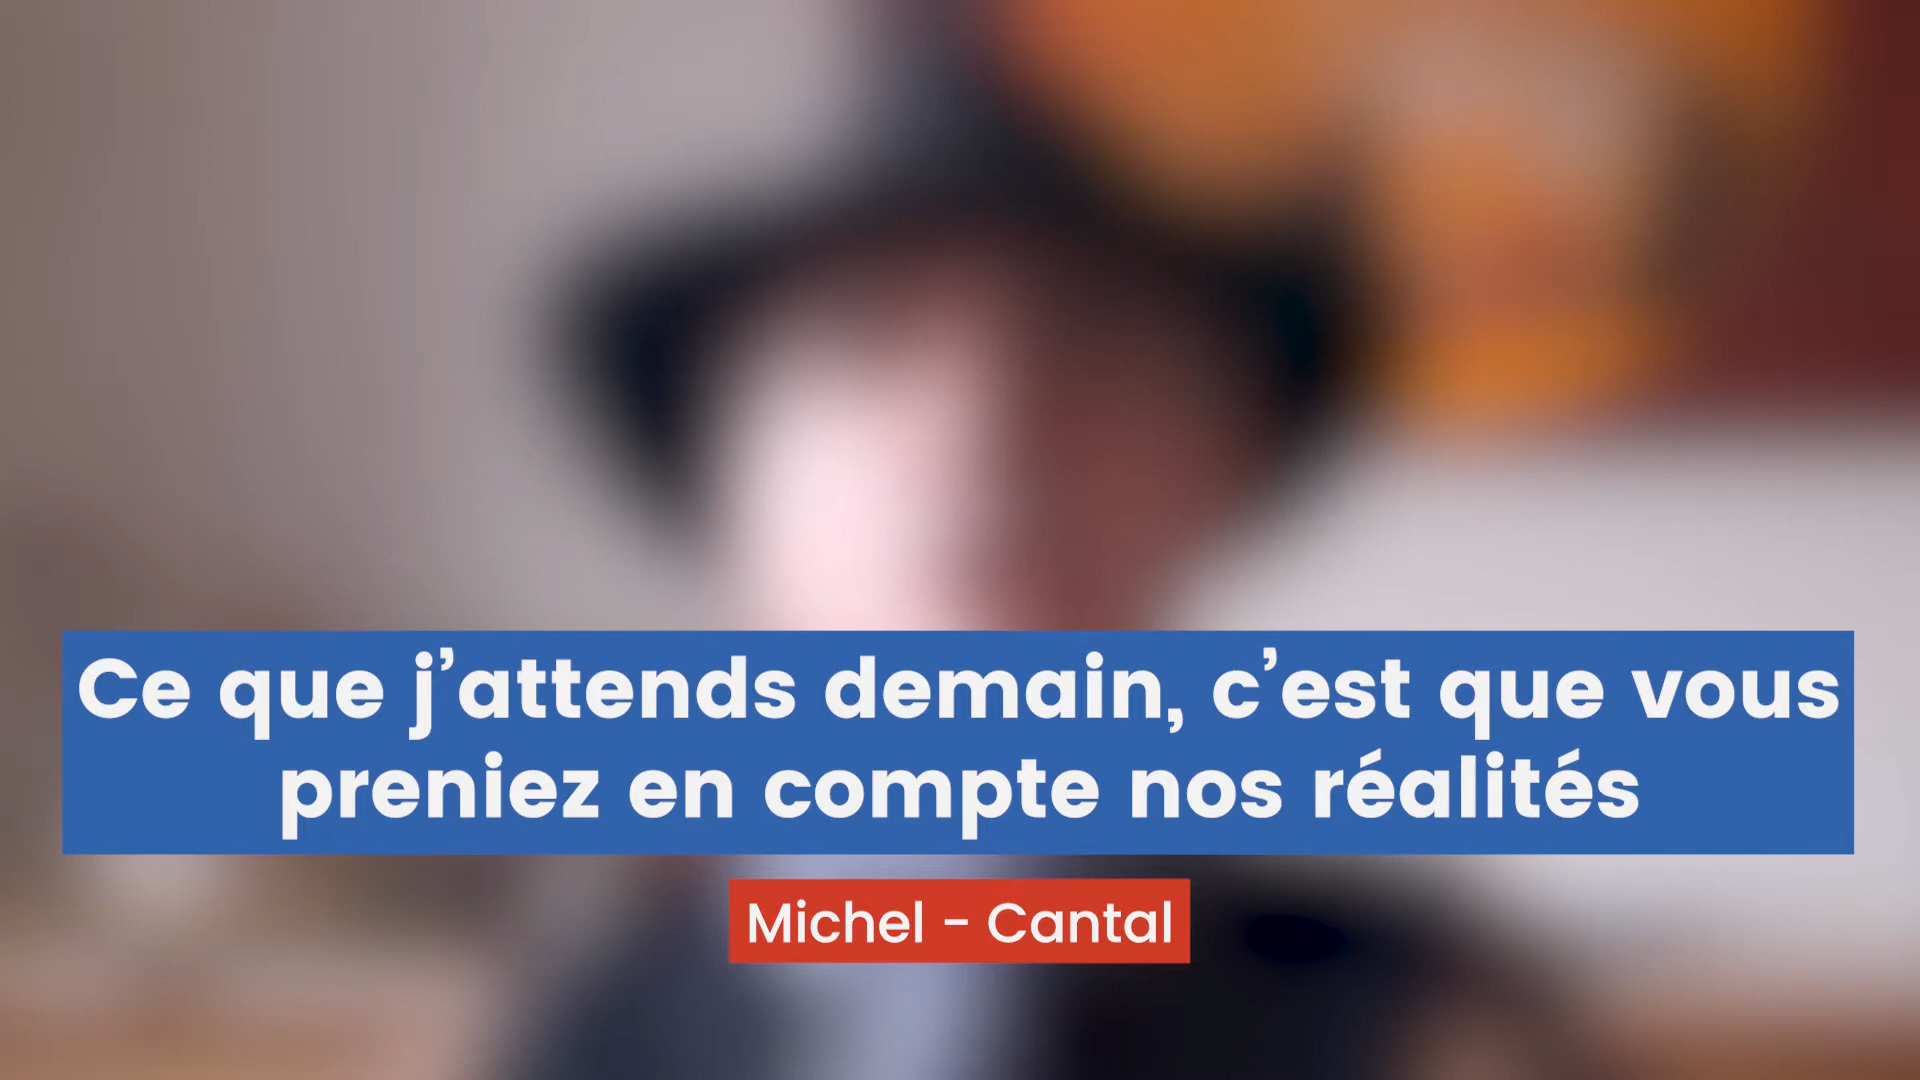 Ce que j’attends demain, c’est que vous
preniez en compte nos réalités
Michel - Cantal